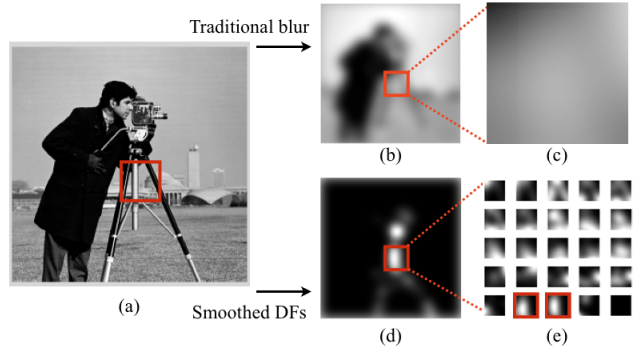 Traditional blur
(b)
(c)
(a)
Smoothed DFs
(d)
(e)